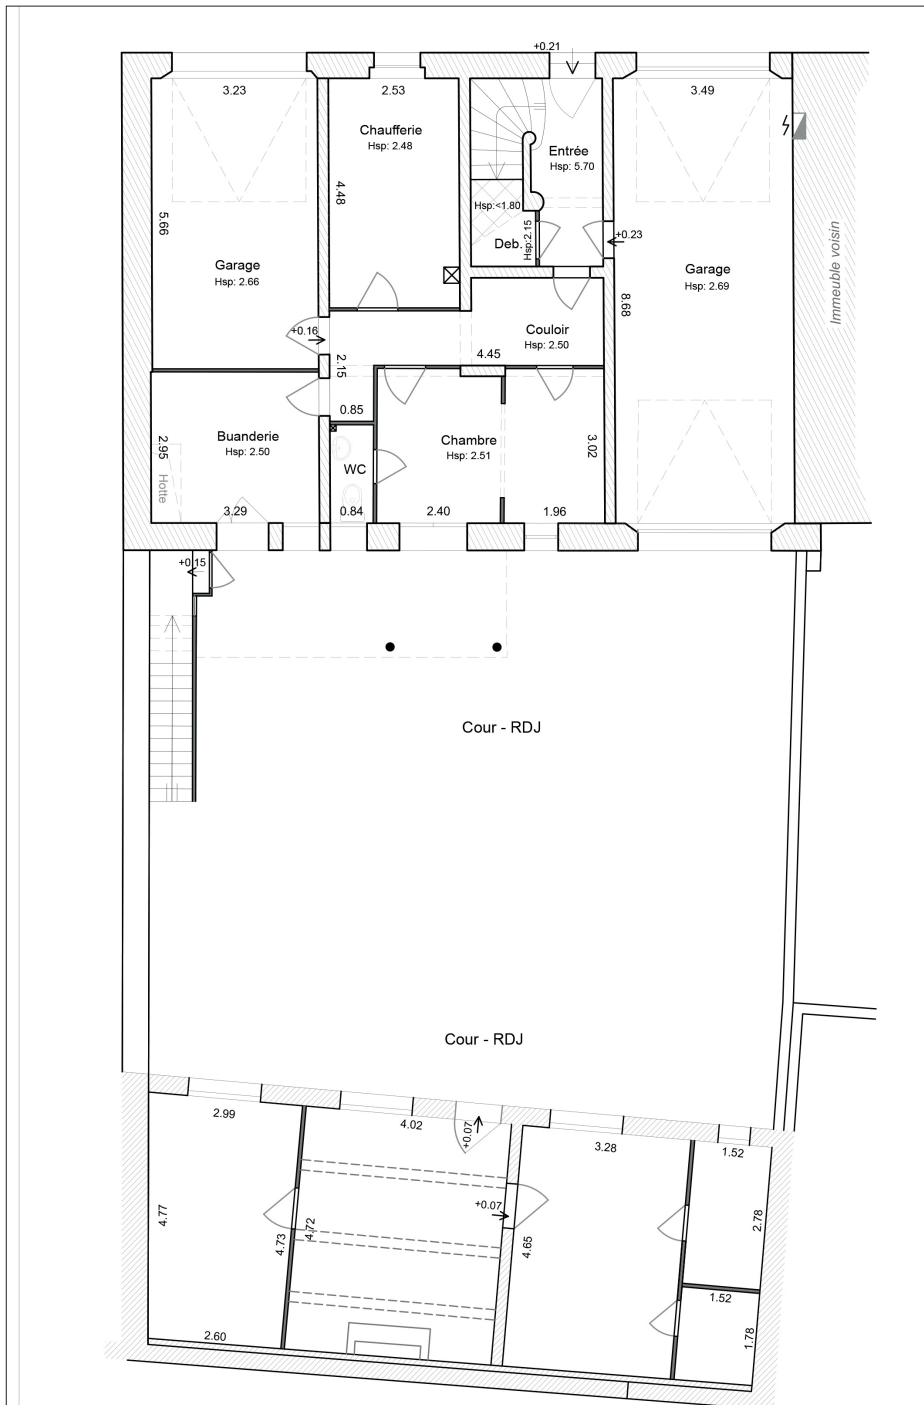 +0.21
3.23
2.53
3.49
Chaufferie
Hsp: 2.48
Entrée
Hsp: 5.70
4.48
Hsp:<1.80
5.66
Hsp:2.15
+0.23
Deb.
Garage
Hsp: 2.66
Garage
Hsp: 2.69
Immeuble voisin
8.68
+0.16
Couloir
Hsp: 2.50
4.45
2.15
0.85
Buanderie
Hsp: 2.50
Chambre
Hsp: 2.51
2.95
3.02
WC
Hotte
3.29
0.84
2.40
1.96
+0.15
Cour - RDJ
Cour - RDJ
2.99
4.02
+0.07
3.28
1.52
4.77
4.73
4.72
+0.07
4.65
2.78
1.52
2.60
1.78